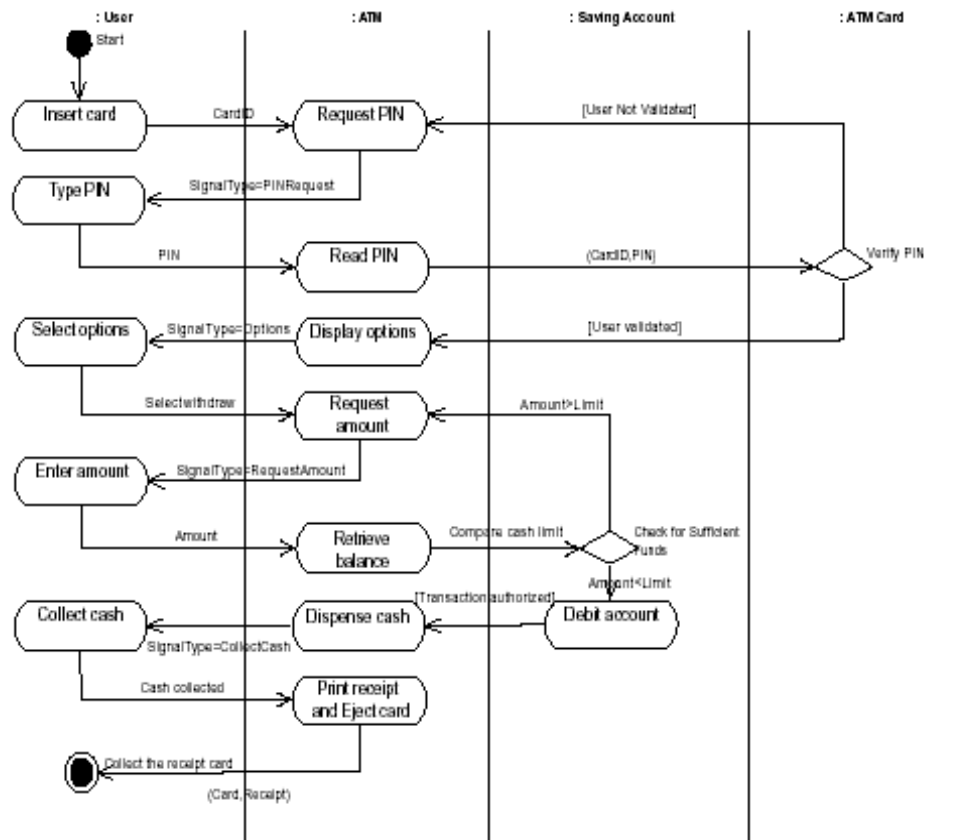 : User
: ATM
: Saving Account
: ATM Card
Start
Insert card
CardID
Request PIN
[User Not Validated]
Type PIN
SignalType=PINRequest
PIN
Read PIN
(CardID,PIN)
Verify PIN
Select options
SignalType=Options
Display options
[User validated]
Selectwithdraw
Request
amount
Amount>Limit
Enter amount
SignalType=RequestAmount
Amount
Retrieve
balance
Compare cash limit
Check for Sufficient
Funds
Amount<Limit
Collect cash
Dispense cash
[Transaction authorized]
Debit account
SignalType=CollectCash
Cash collected
Print receipt
and Eject card
Collect the receipt card
(Card,Receipt)